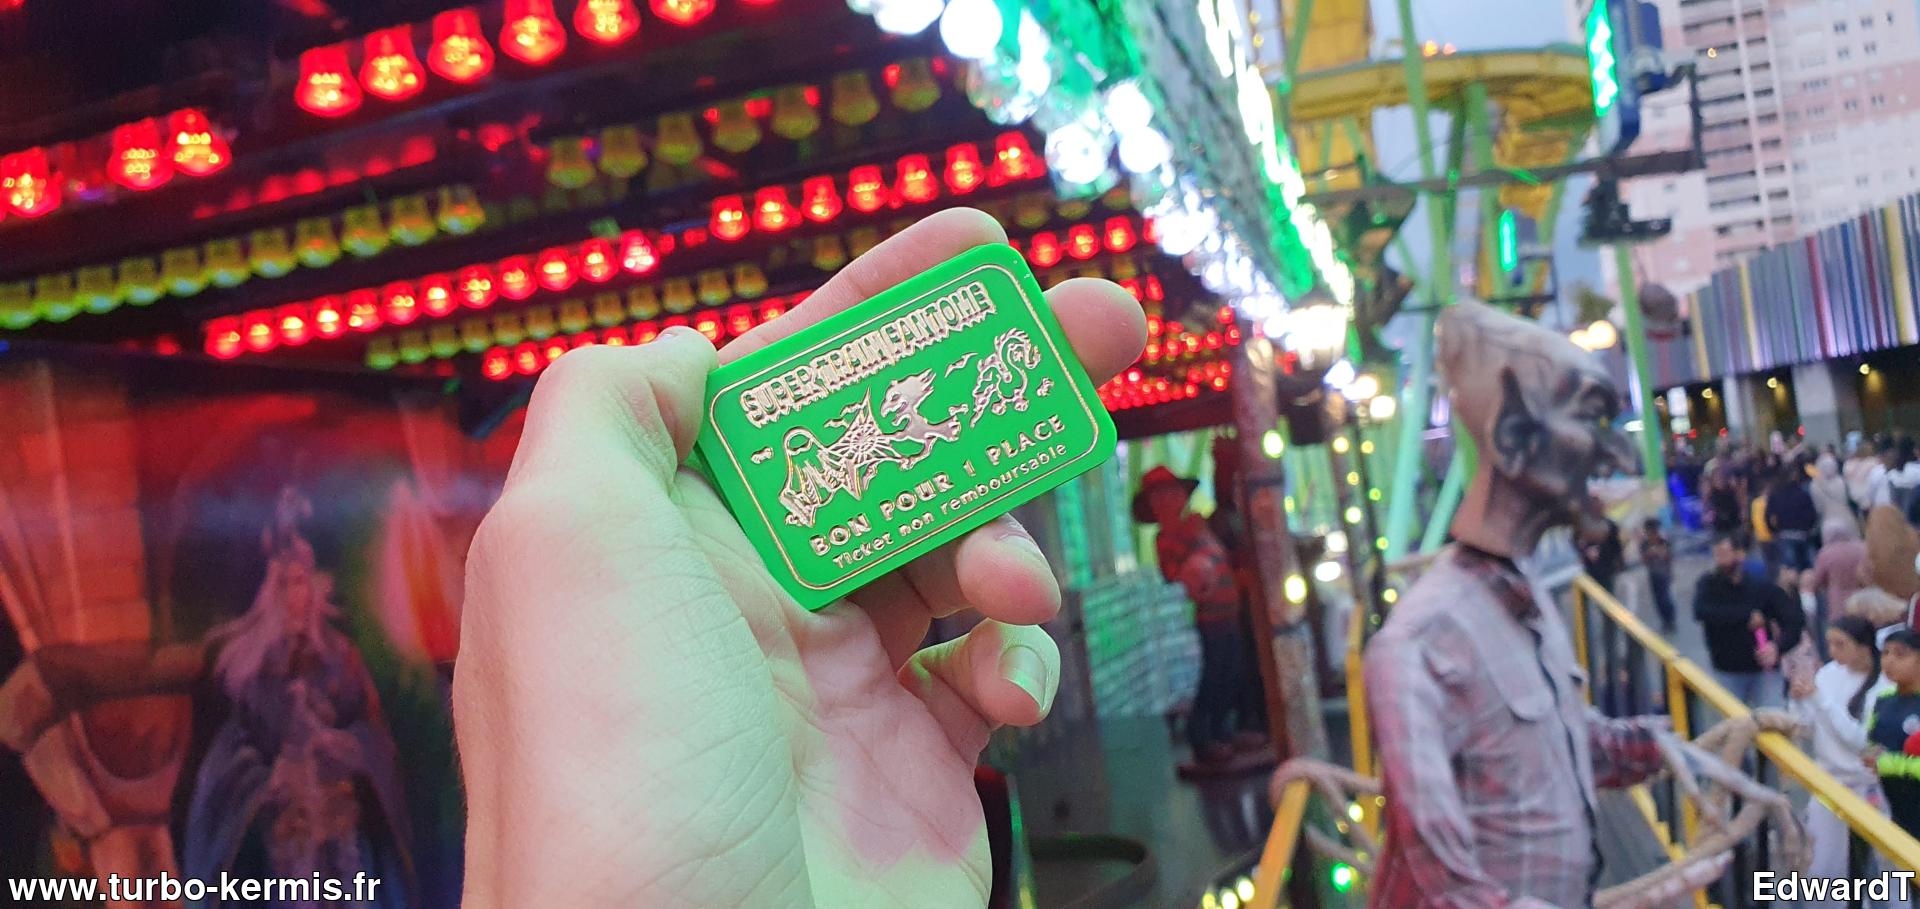 SUPER TRAIN FANTOME
BON POUR 1 PLACE
Ticket non remboursable
www.turbo-kermis.fr
EdwardT